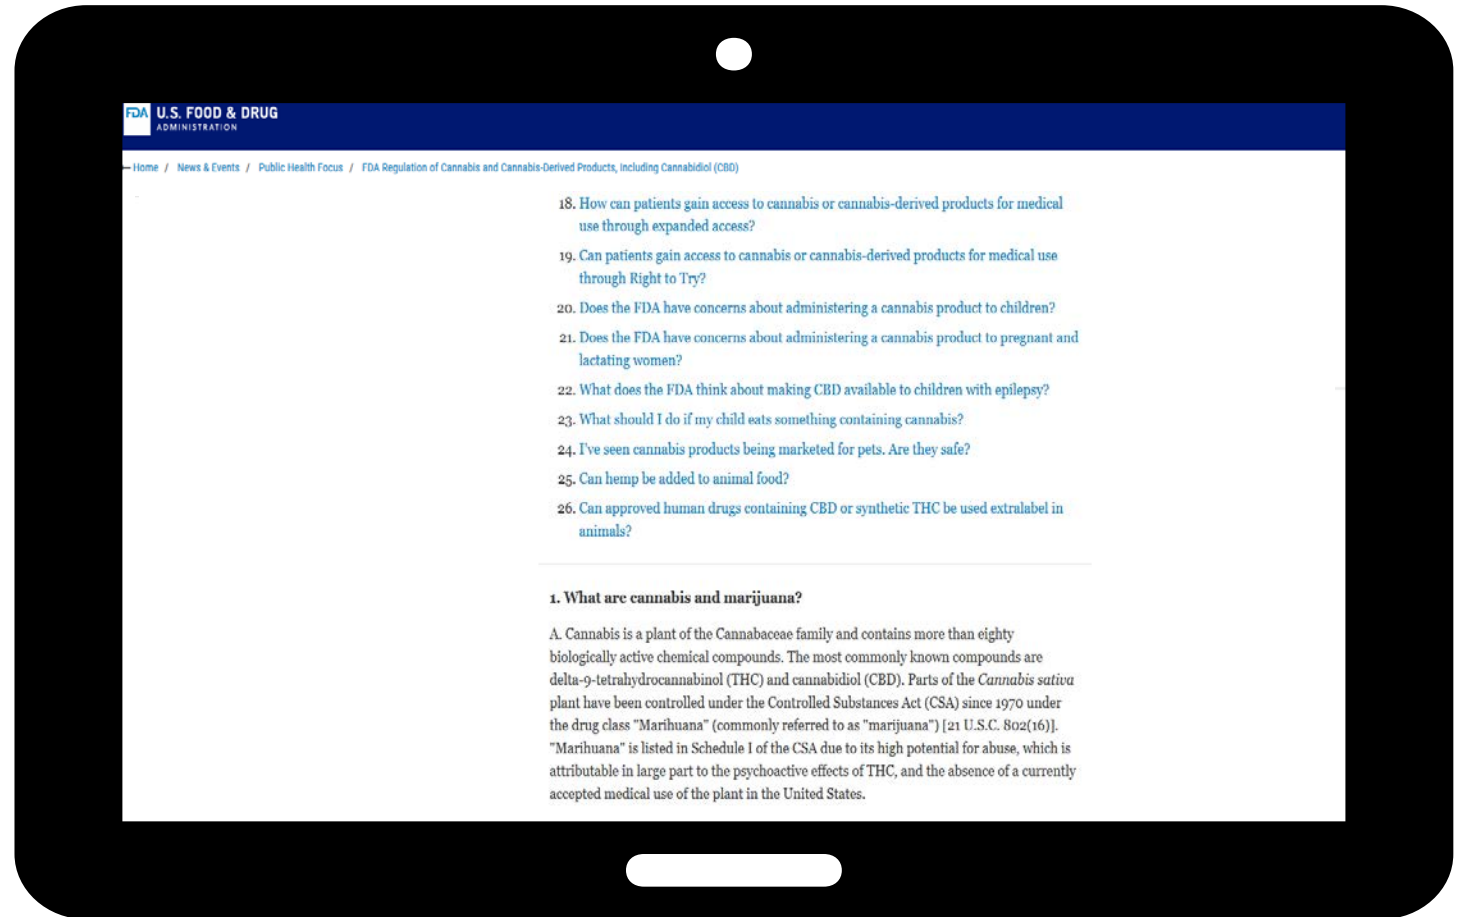 FDA U.S. FOOD & DRUG
ADMINISTRATION
Home / News & Events / Public Health Focus / FDA Regulation of Cannabis and Cannabis-Derived Products, Including Cannabidiol (CBD)
18. How can patients gain access to cannabis or cannabis-derived products for medical
use through expanded access?
19. Can patients gain access to cannabis or cannabis-derived products for medical use
through Right to Try?
20. Does the FDA have concerns about administering a cannabis product to children?
21. Does the FDA have concerns about administering a cannabis product to pregnant and
lactating women?
22. What does the FDA think about making CBD available to children with epilepsy?
23. What should I do if my child eats something containing cannabis?
24. I've seen cannabis products being marketed for pets. Are they safe?
25. Can hemp be added to animal food?
26. Can approved human drugs containing CBD or synthetic THC be used extralabel in
animals?
1. What are cannabis and marijuana?
A. Cannabis is a plant of the Cannabaceae family and contains more than eighty
biologically active chemical compounds. The most commonly known compounds are
delta-9-tetrahydrocannabinol (THC) and cannabidiol (CBD). Parts of the Cannabis sativa
plant have been controlled under the Controlled Substances Act (CSA) since 1970 under
the drug class "Marihuana" (commonly referred to as "marijuana") [21 U.S.C. 802(16)].
"Marihuana" is listed in Schedule I of the CSA due to its high potential for abuse, which is
attributable in large part to the psychoactive effects of THC, and the absence of a currently
accepted medical use of the plant in the United States.